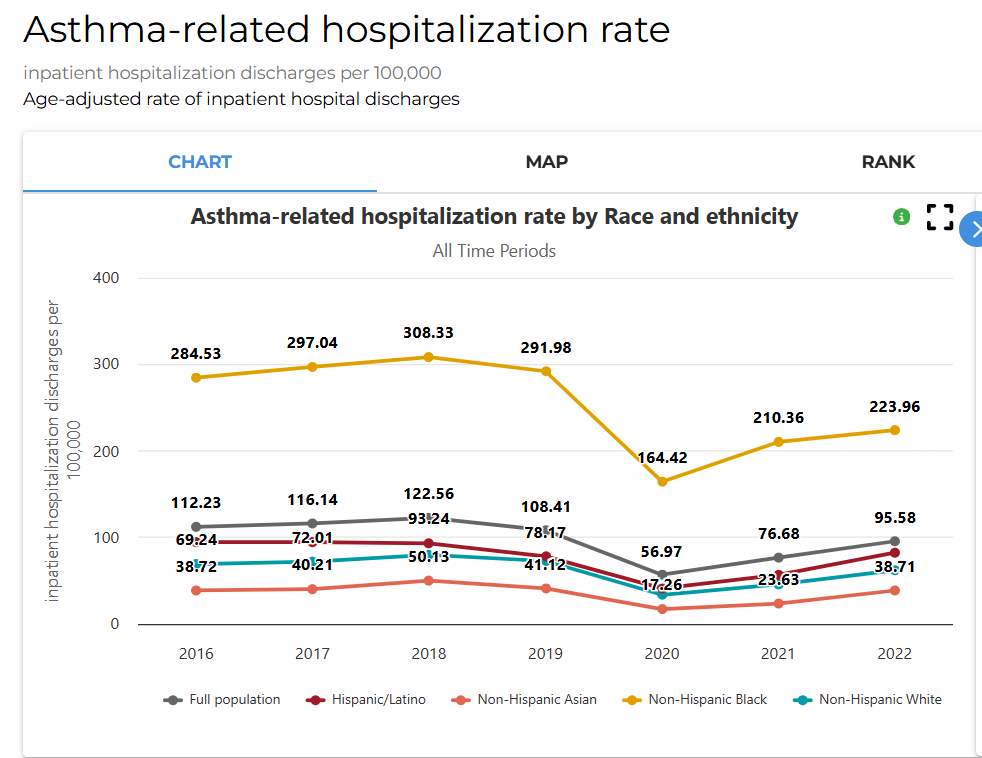 Asthma-related hospitalization rate
inpatient hospitalization discharges per 100,000
Age-adjusted rate of inpatient hospital discharges
CHART MAP RANK
Asthma-related hospitalization rate by Race and ethnicity
i
All Time Periods
inpatient hospitalization discharges per
100,000
400
300
200
100
0
284.53 297.04 308.33 291.98 164.42 210.36 223.96
112.23 116.14 122.56 108.41 56.97 76.68 95.58
93.24 78.17
69.24 72.01
38.72 40.21 50.13 41.12 17.26 23.63 38.71
2016 2017 2018 2019 2020 2021 2022
Full population Hispanic/Latino Non-Hispanic Asian Non-Hispanic Black Non-Hispanic White